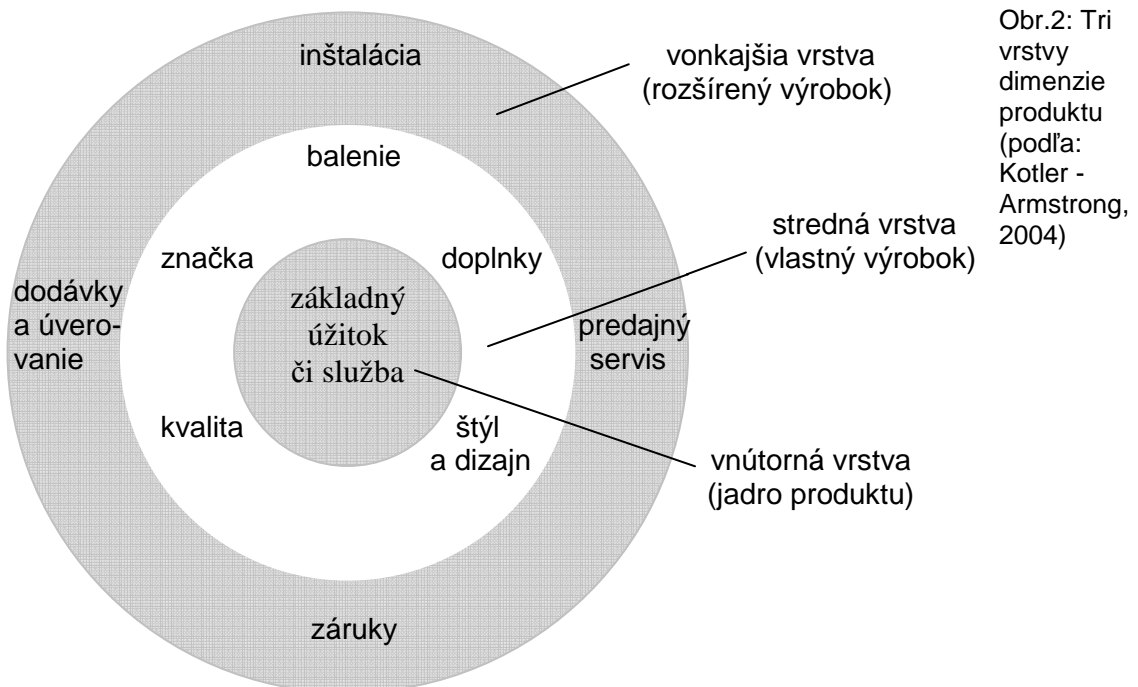 inštalácia
vonkajšia vrstva
(rozšírený výrobok)
Obr.2: Tri
vrstvy
dimenzie
produktu
(podľa:
Kotler -
Armstrong,
2004)
balenie
stredná vrstva
(vlastný výrobok)
značka
doplnky
dodávky
a úvero-
vanie
základný
úžitok
či služba
predajný
servis
kvalita
štýl
a dizajn
vnútorná vrstva
(jadro produktu)
záruky